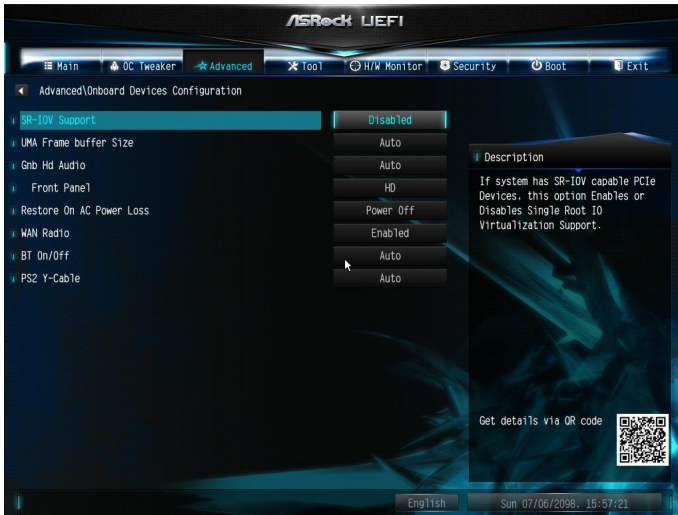 ASRock UEFI
Main OC Tweaker Advanced Tool H/W Monitor Security Boot Exit
Advanced\Onboard Devices Configuration
SR-IOV Support Disabled
UMA Frame buffer Size Auto
Gnb Hd Audio Auto
Front Panel HD
Restore On AC Power Loss Power Off
WAN Radio Enabled
BT On/Off Auto
PS2 Y-Cable Auto
Description
If system has SR-IOV capable PCIe
Devices, this option Enables or
Disables Single Root IO
Virtualization Support.
Get details via QR code
English Sun 07/06/2098, 15:57:21